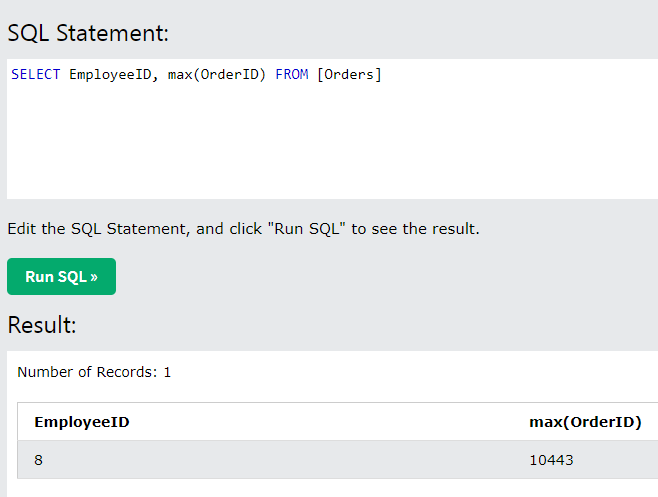 SQL Statement:
SELECT EmployeeID, max(OrderID) FROM [Orders]
Edit the SQL Statement, and click "Run SQL" to see the result.
Run SQL »
Result:
Number of Records: 1
EmployeeID max(OrderID)
8 10443